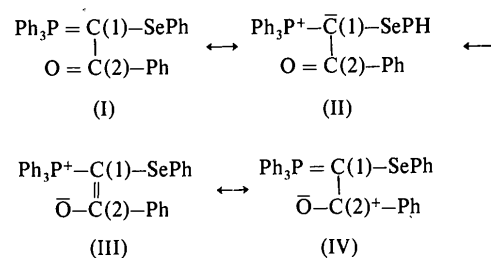 Ph₃P = C(1)–SePh ↔ Ph₃P⁺–C̅(1)–SePH ↔
O = C(2)–Ph O = C(2)–Ph
(I) (II)
Ph₃P⁺–C(1)–SePh ↔ Ph₃P = C(1)–SePh
O̅–C(2)–Ph O̅–C(2)⁺–Ph
(III) (IV)